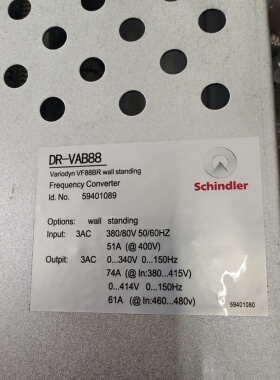 DR-VAB88
Variodyn VF88BR wall standing
Frequency Converter
Id. No. 59401089
Schindler
Options: wall standing
Input: 3AC 380/80V 50/60HZ
51A (@ 400V)
Outpit: 3AC 0...340V 0...150Hz
74A (@ In:380...415V)
0...414V 0...150Hz
61A (@ In:460...480v)
59401080